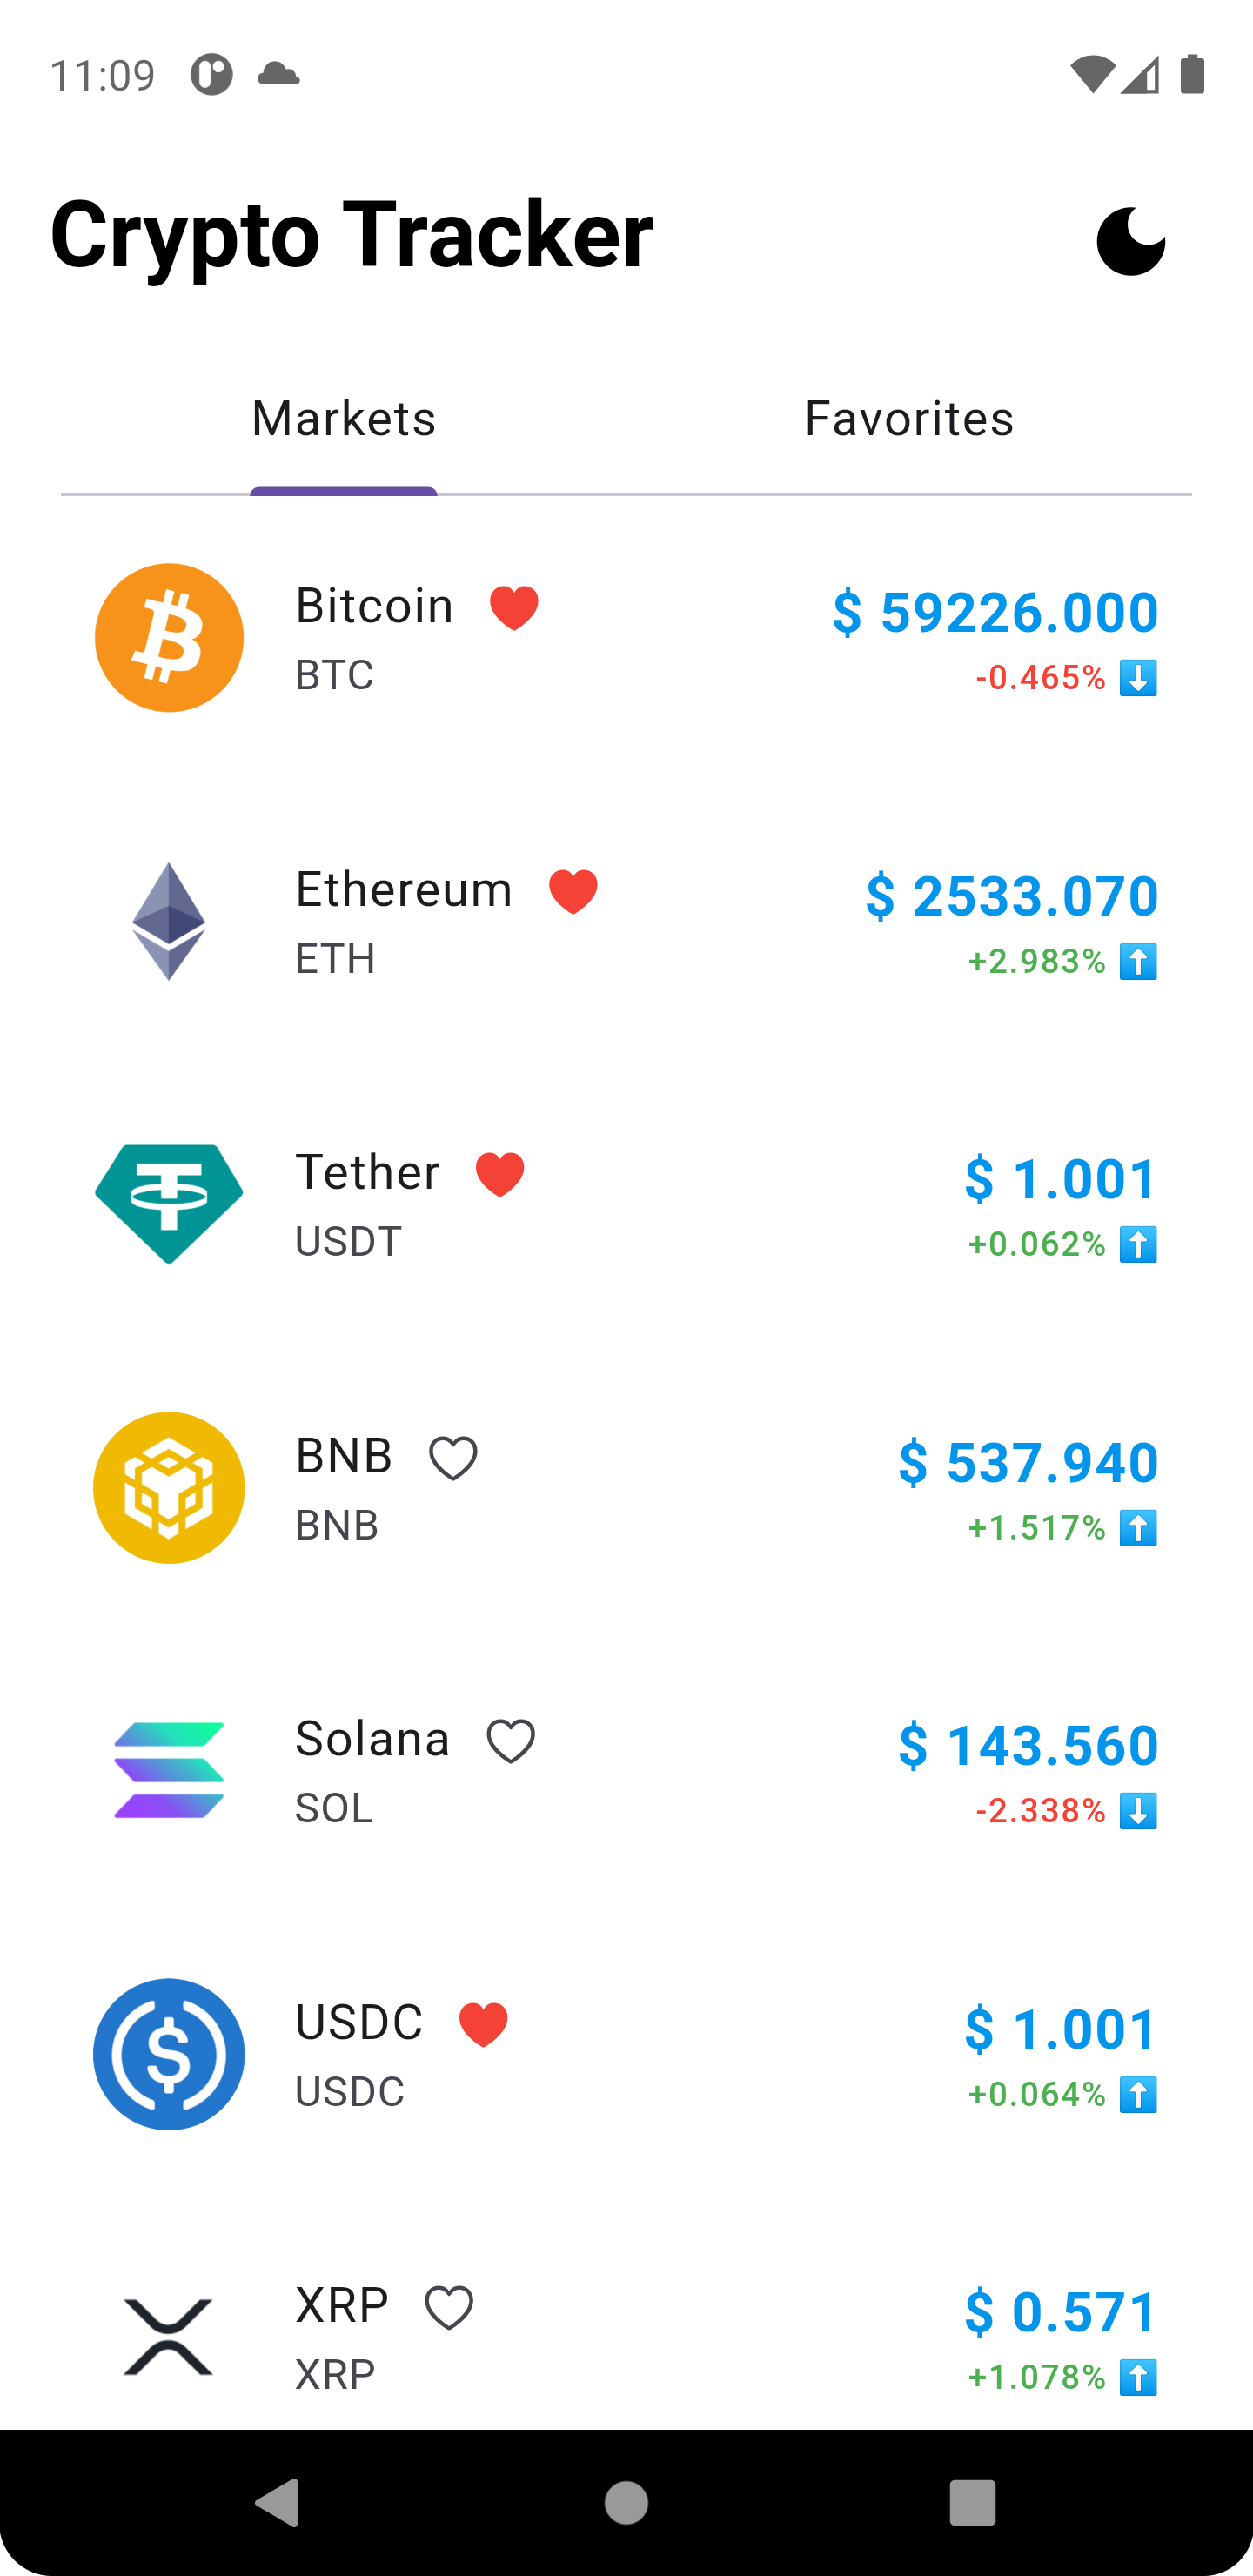 11:09
Crypto Tracker
Markets Favorites
Bitcoin $ 59226.000
BTC -0.465% ⬇️
Ethereum $ 2533.070
ETH +2.983% ⬆️
Tether $ 1.001
USDT +0.062% ⬆️
BNB $ 537.940
BNB +1.517% ⬆️
Solana $ 143.560
SOL -2.338% ⬇️
USDC $ 1.001
USDC +0.064% ⬆️
XRP $ 0.571
XRP +1.078% ⬆️